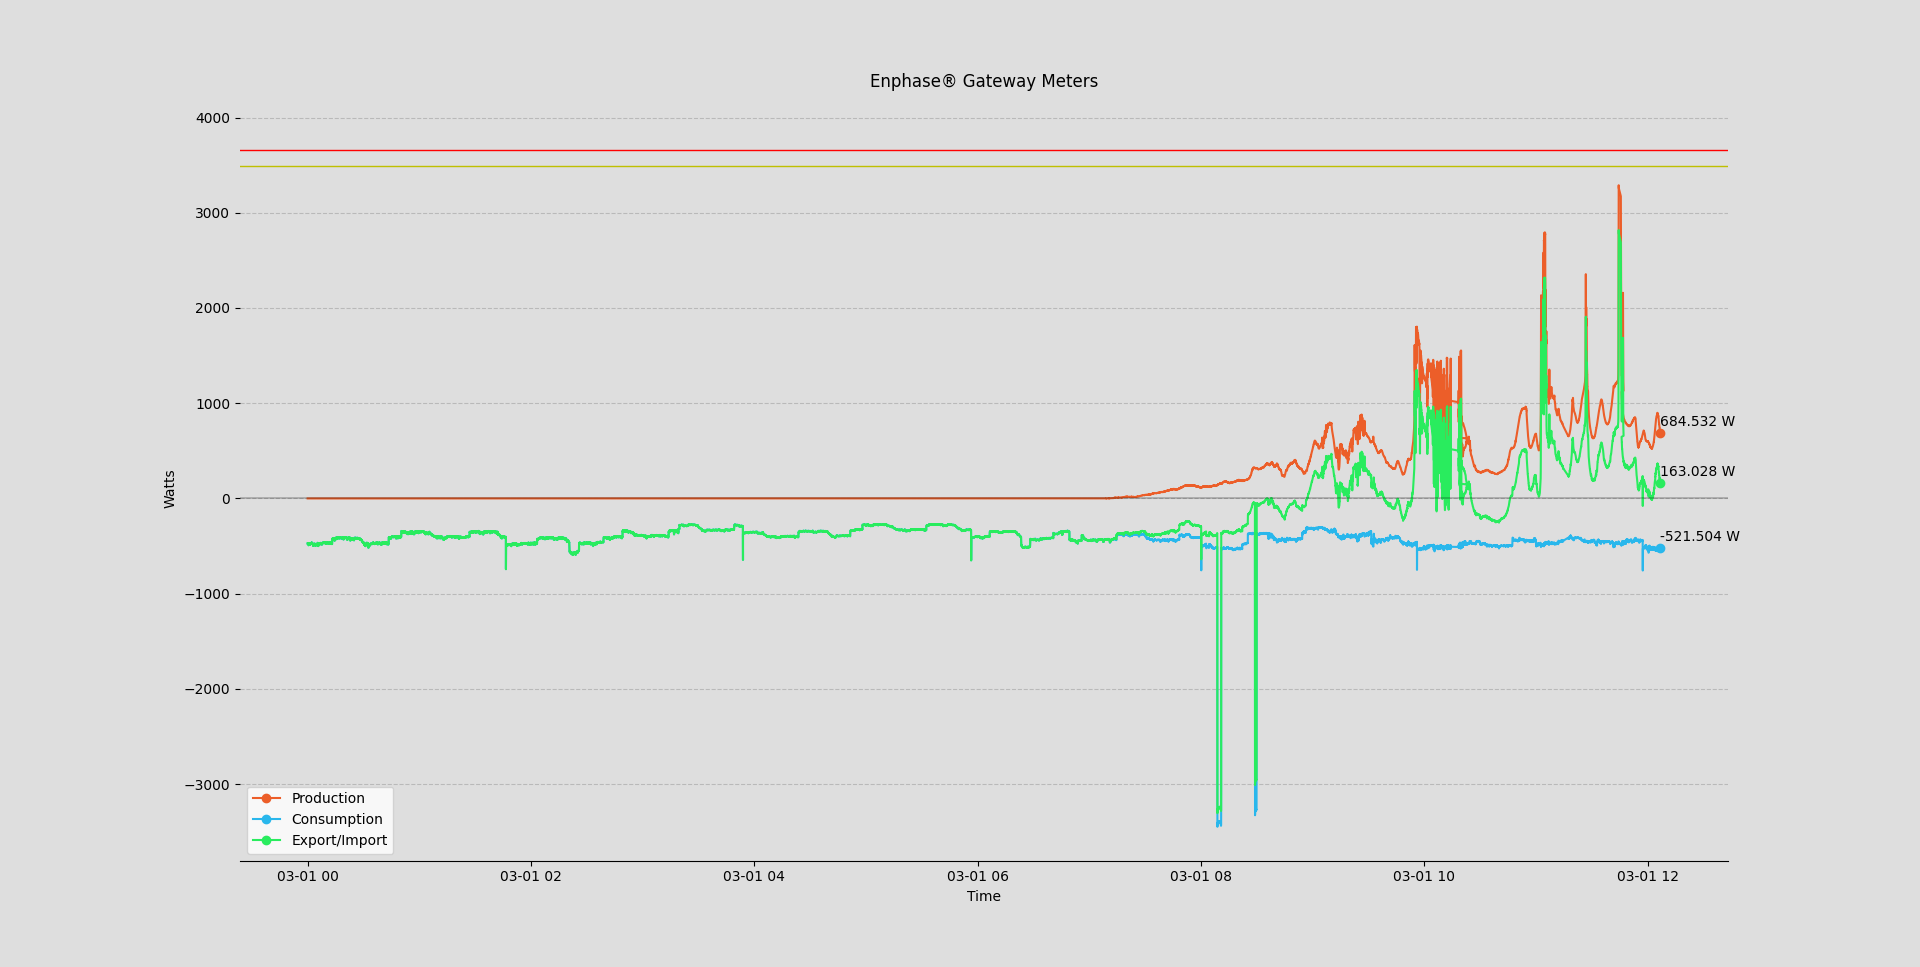 Enphase® Gateway Meters
4000
3000
2000
1000
0
−1000
−2000
−3000
Watts
684.532 W
163.028 W
-521.504 W
Production
Consumption
Export/Import
03-01 00
03-01 02
03-01 04
03-01 06
03-01 08
03-01 10
03-01 12
Time